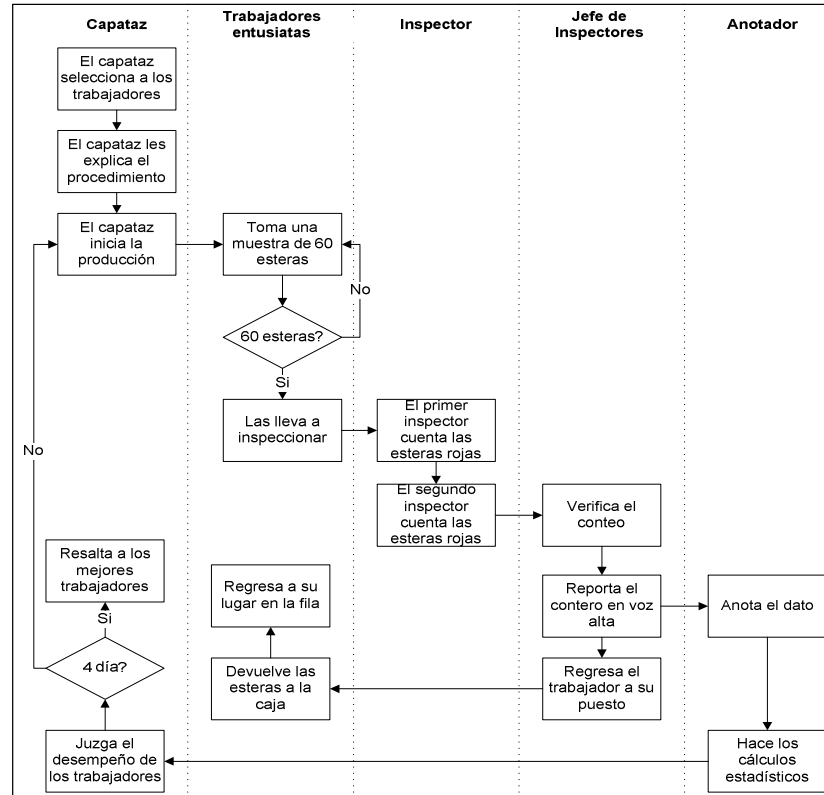 Capataz
Trabajadores
entusiatas
Inspector
Jefe de
Inspectores
Anotador
El capataz
selecciona a los
trabajadores
El capataz les
explica el
procedimiento
El capataz
inicia la
producción
Toma una
muestra de 60
esteras
No
60 esteras?
Si
Las lleva a
inspeccionar
El primer
inspector
cuenta las
esteras rojas
No
El segundo
inspector
cuenta las
esteras rojas
Verifica el
conteo
Resalta a los
mejores
trabajadores
Regresa a su
lugar en la fila
Reporta el
contero en voz
alta
Anota el dato
Si
4 día?
Devuelve las
esteras a la
caja
Regresa el
trabajador a su
puesto
Juzga el
desempeño de
los trabajadores
Hace los
cálculos
estadísticos